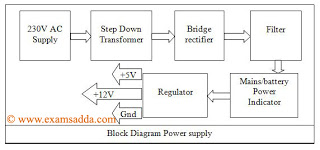 230V AC
Supply
Step Down
Transformer
Bridge
rectifier
Filter
+5V
+12V
Gnd
Regulator
Mains/battery
Power
Indicator
© www.examsadda.com
Block Diagram Power supply